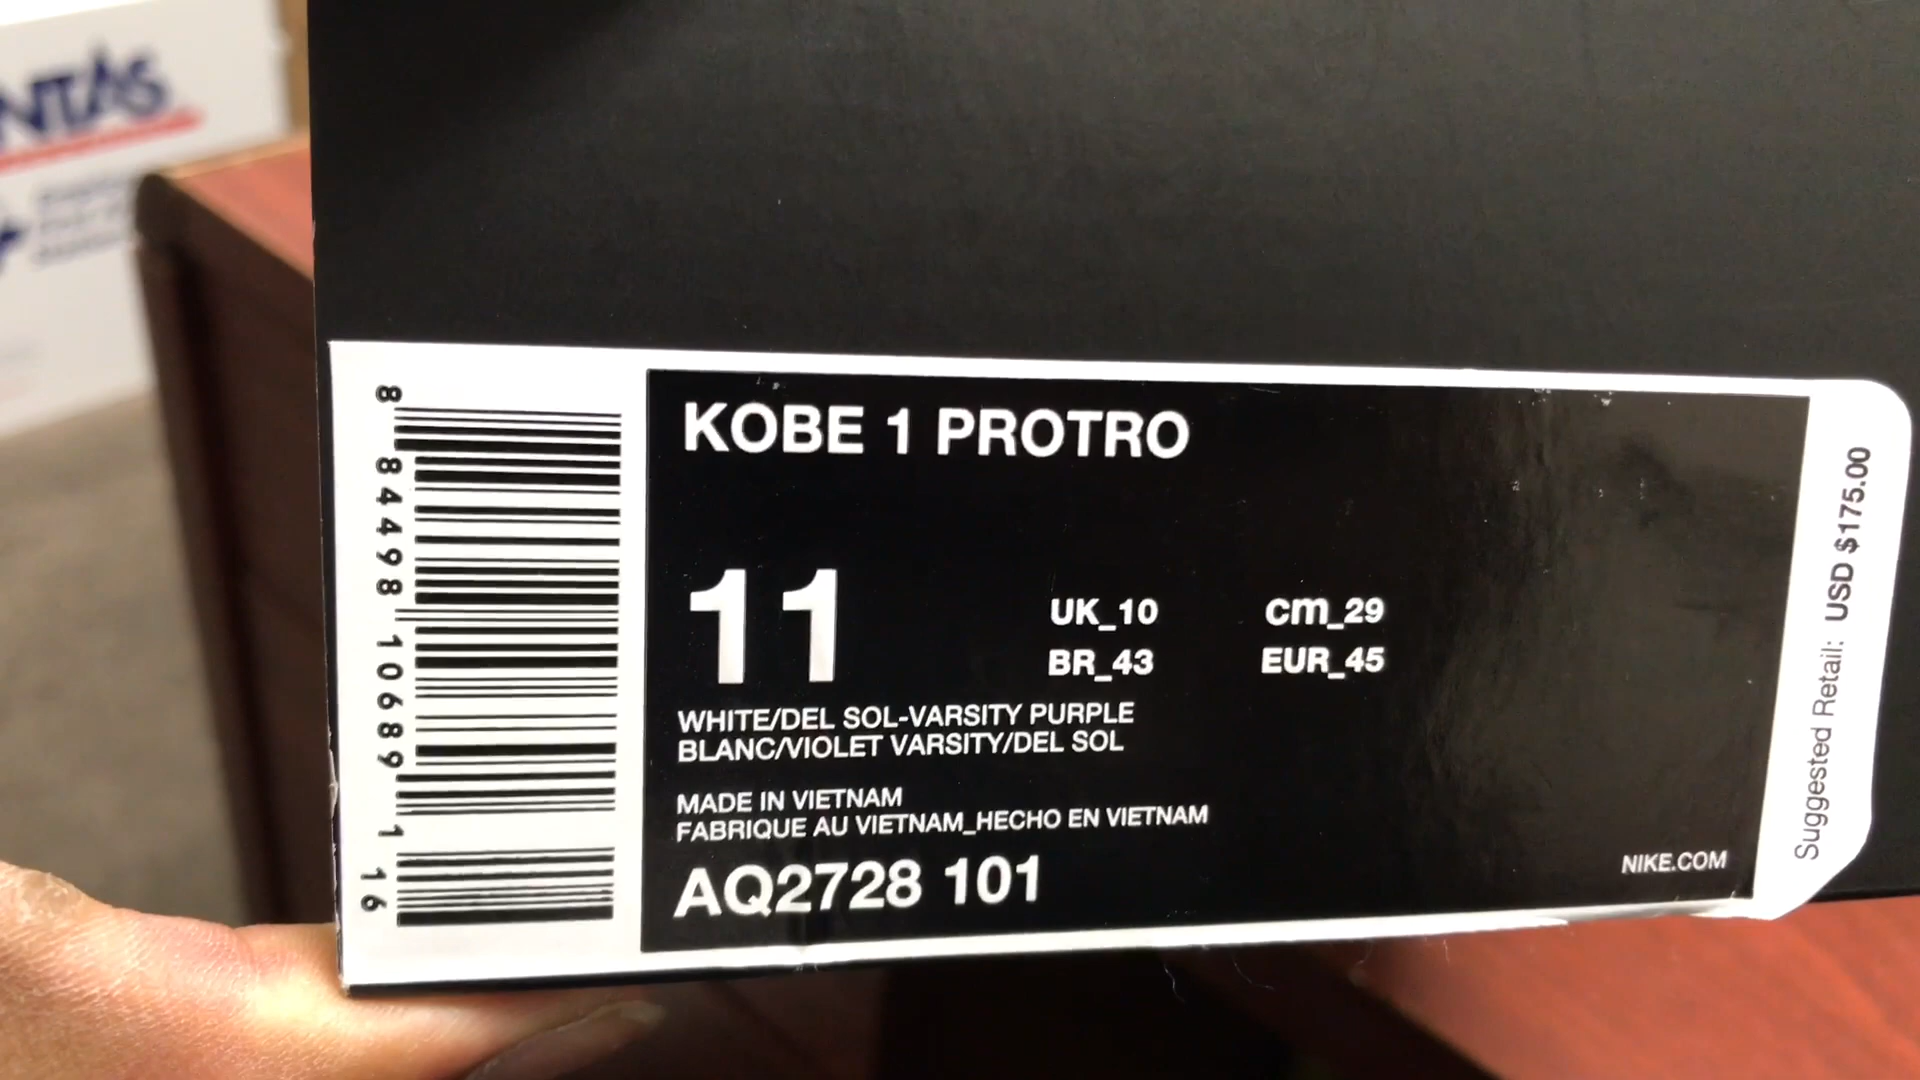 NTAS
KOBE 1 PROTRO
11
UK_10 cm_29
BR_43 EUR_45
WHITE/DEL SOL-VARSITY PURPLE
BLANC/VIOLET VARSITY/DEL SOL
MADE IN VIETNAM
FABRIQUE AU VIETNAM_HECHO EN VIETNAM
AQ2728 101
NIKE.COM
Suggested Retail: USD $175.00
8 84498 10689 1
16